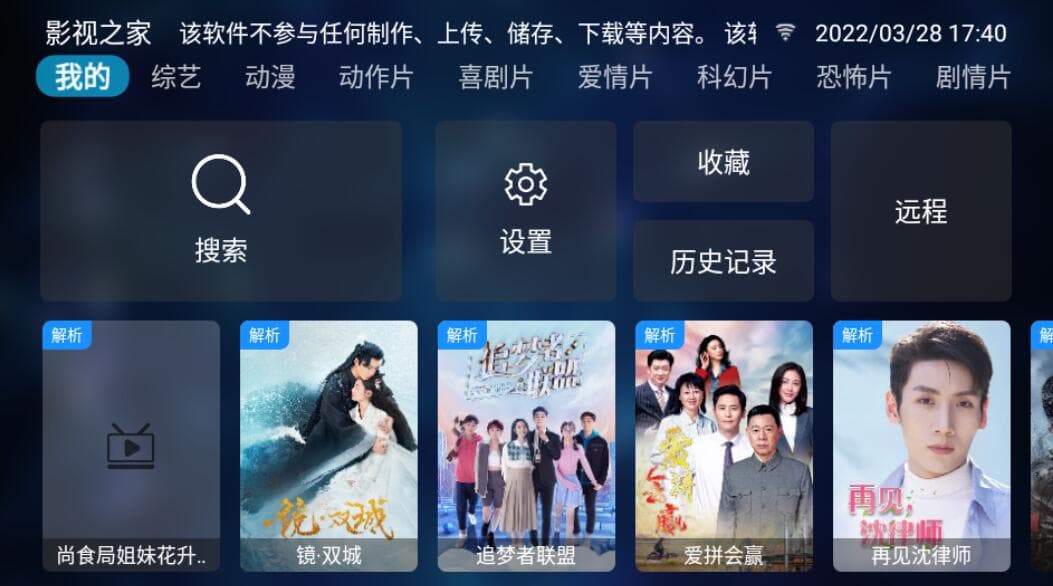 影视之家 该软件不参与任何制作、上传、储存、下载等内容。 该 2022/03/28 17:40
我的 综艺 动漫 动作片 喜剧片 爱情片 科幻片 恐怖片 剧情片
搜索
设置
收藏
历史记录
远程
解析 解析 解析 解析 解析
追梦者联盟
爱拼会赢
镜·双城
再见,
沈律师
尚食局姐妹花升.. 镜·双城 追梦者联盟 爱拼会赢 再见沈律师